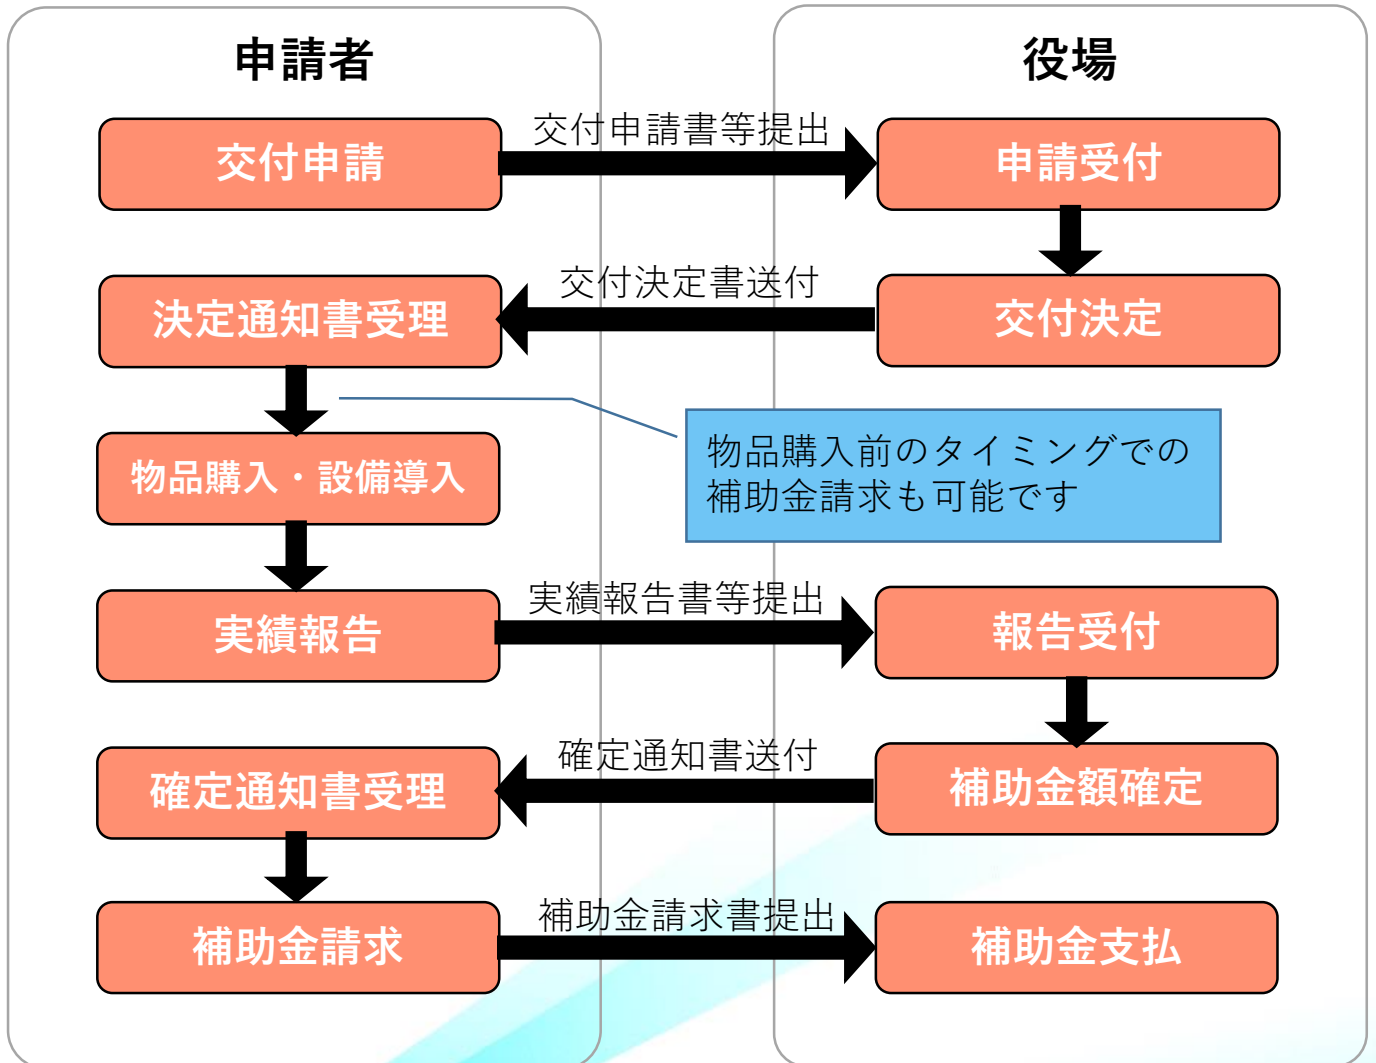 申請者
役場
交付申請
交付申請書等提出
申請受付
決定通知書受理
交付決定書送付
交付決定
物品購入前のタイミングでの
補助金請求も可能です
物品購入・設備導入
実績報告
実績報告書等提出
報告受付
確定通知書受理
確定通知書送付
補助金額確定
補助金請求
補助金請求書提出
補助金支払